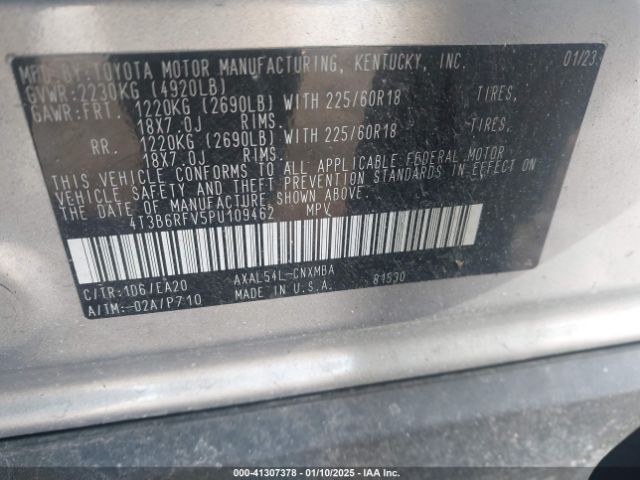 MFD.BY:TOYOTA MOTOR MANUFACTURING, KENTUCKY, INC. 01/23
GVWR:2230KG (4920LB)
GAWR:FRT. 1220KG (2690LB) WITH 225/60R18 TIRES,
18X7.0J RIMS.
RR. 1220KG (2690LB) WITH 225/60R18 TIRES,
18X7.0J RIMS.
THIS VEHICLE CONFORMS TO ALL APPLICABLE FEDERAL MOTOR
VEHICLE SAFETY AND THEFT PREVENTION STANDARDS IN EFFECT ON
THE DATE OF MANUFACTURE SHOWN ABOVE.
4T3B6RFV5PU109462 MPV
C/TR:1D6/EA20 AXAL54L-CNXMBA 81530
A/TM:-02A/P710 MADE IN U.S.A.
00-41307378 - 01/10/2025 - IAA Inc.